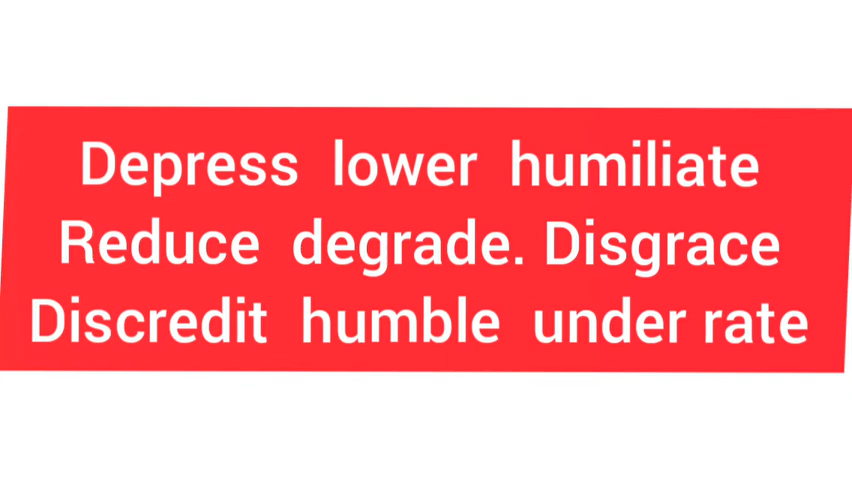 Depress lower humiliate
Reduce degrade. Disgrace
Discredit humble under rate